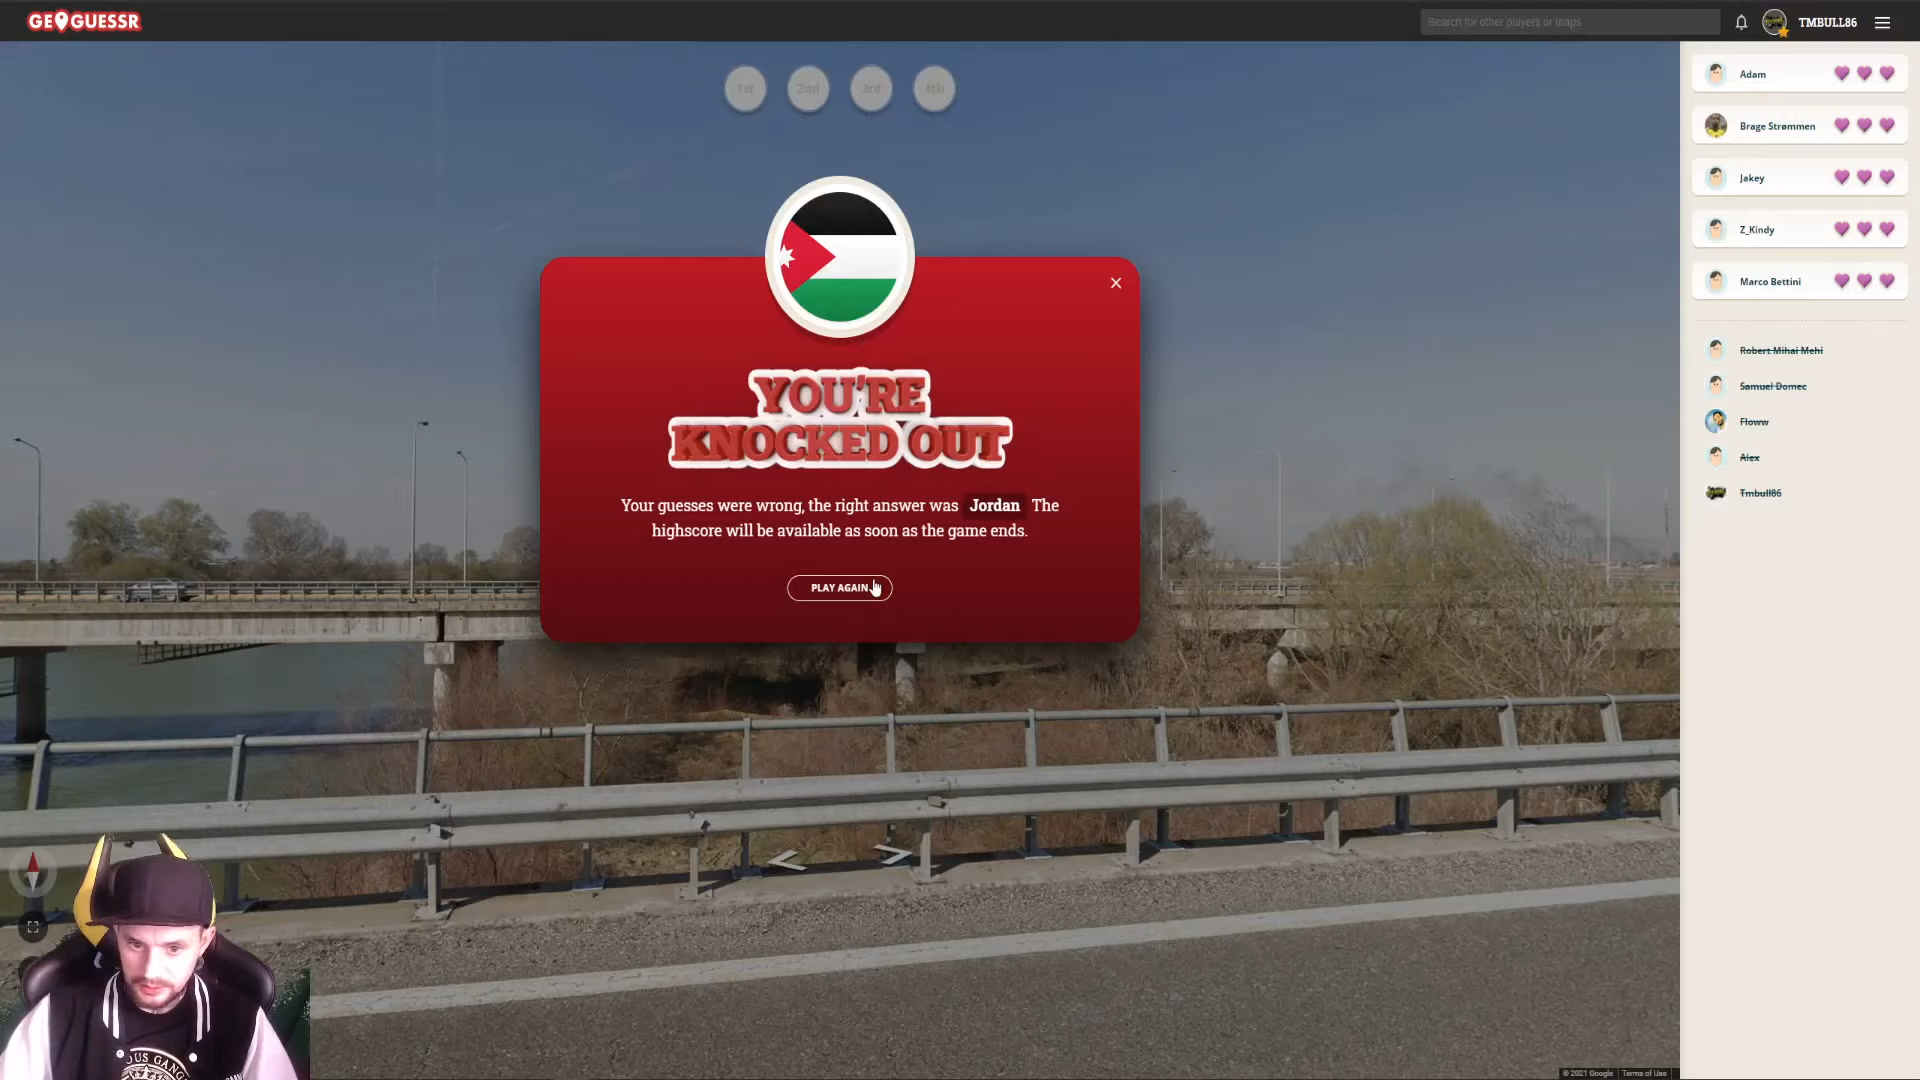 GEOGUESSR
Search for other players or maps
TMBULL86
1st 2nd 3rd 4th
Adam
Brage Strømmen
Jakey
Z_Kindy
Marco Bettini
Robert Mihai Mehi
Samuel Domec
Floww
Alex
Tmbull86
YOU'RE
KNOCKED OUT
Your guesses were wrong, the right answer was Jordan The
highscore will be available as soon as the game ends.
PLAY AGAIN
© 2021 Google Terms of Use